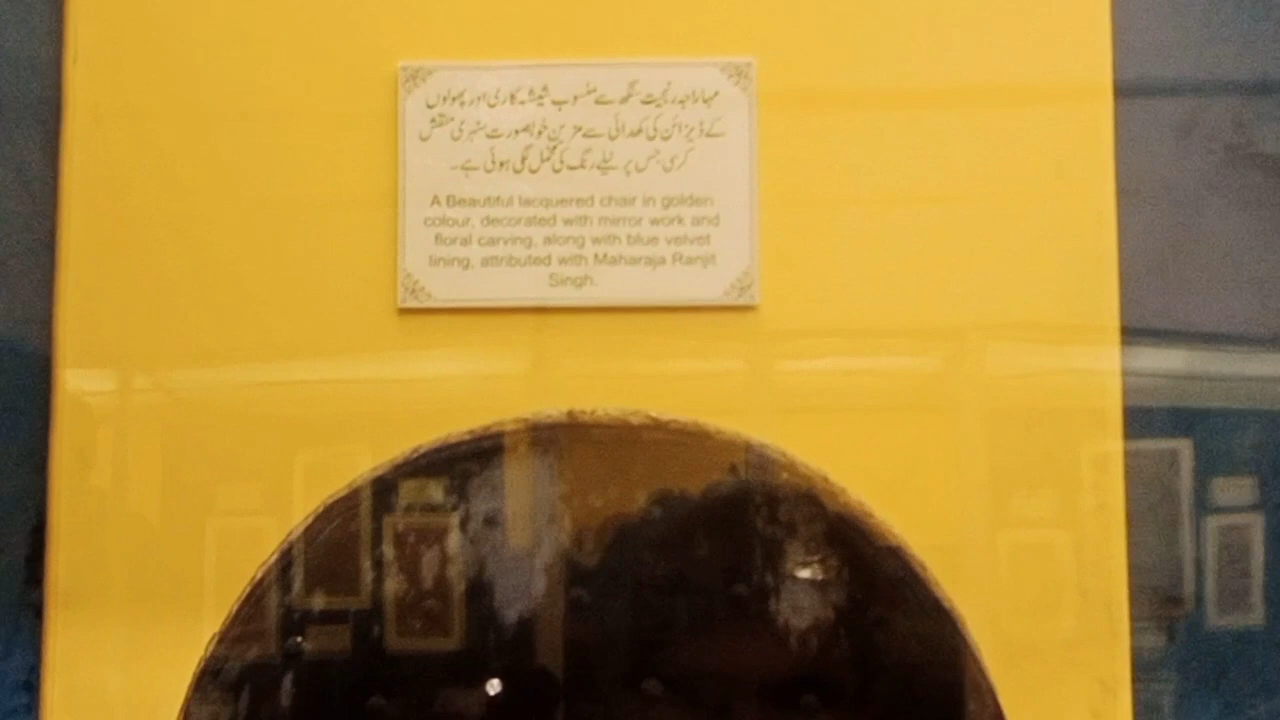 مہاراجہ رنجیت سنگھ سے منسوب شیشہ کاری اور پھولوں
کے ڈیزائن کی کھدائی سے مزین خوبصورت سنہری منقش
کرسی جس پر نیلے رنگ کی مخمل لگی ہوئی ہے۔
A Beautiful lacquered chair in golden
colour, decorated with mirror work and
floral carving, along with blue velvet
lining, attributed with Maharaja Ranjit
Singh.